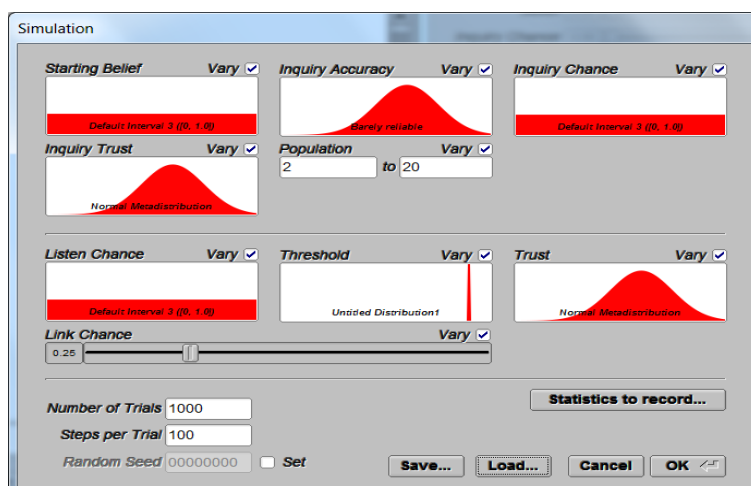 Simulation
Starting Belief Vary Inquiry Accuracy Vary Inquiry Chance Vary
Default Interval 3 ([0, 1.0]) Barely reliable Default Interval 3 ([0, 1.0])
Inquiry Trust Vary Population Vary
2 to 20
Normal Metadistribution
Listen Chance Vary Threshold Vary Trust Vary
Default Interval 3 ([0, 1.0]) Untitled Distribution1 Normal Metadistribution
Link Chance Vary
0.25
Statistics to record...
Number of Trials 1000
Steps per Trial 100
Random Seed 00000000 Set
Save... Load... Cancel OK